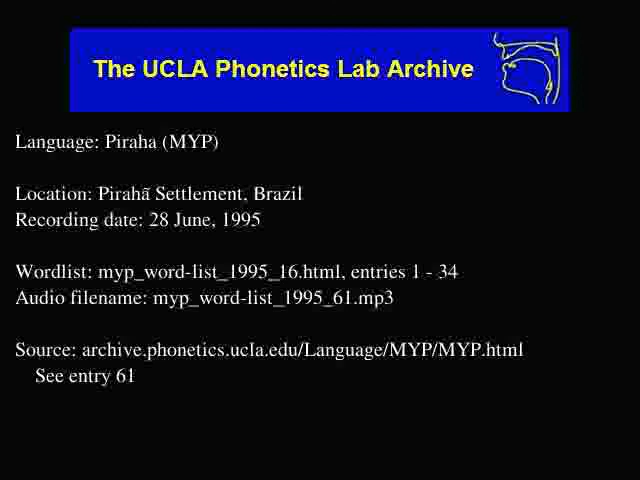 The UCLA Phonetics Lab Archive
Language: Piraha (MYP)
Location: Pirahã Settlement, Brazil
Recording date: 28 June, 1995
Wordlist: myp_word-list_1995_16.html, entries 1 - 34
Audio filename: myp_word-list_1995_61.mp3
Source: archive.phonetics.ucla.edu/Language/MYP/MYP.html
See entry 61